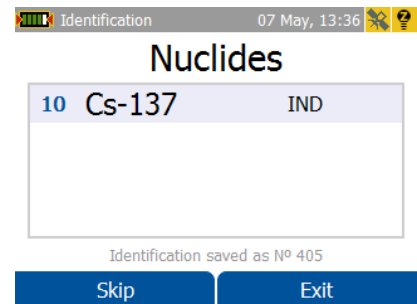 Identification 07 May, 13:36
Nuclides
10 Cs-137 IND
Identification saved as Nº 405
Skip Exit